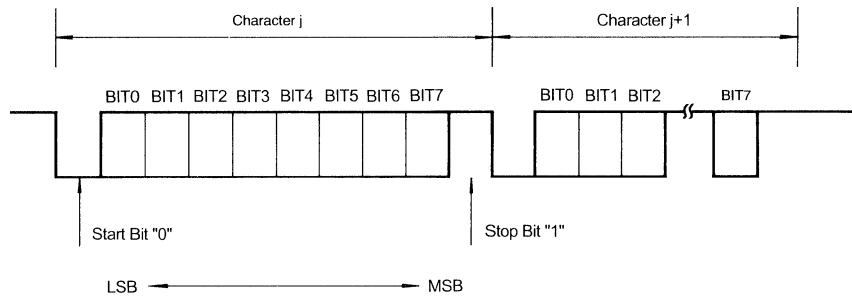 Character j
Character j+1
BIT0 BIT1 BIT2 BIT3 BIT4 BIT5 BIT6 BIT7
BIT0 BIT1 BIT2 BIT7
Start Bit "0"
Stop Bit "1"
LSB MSB